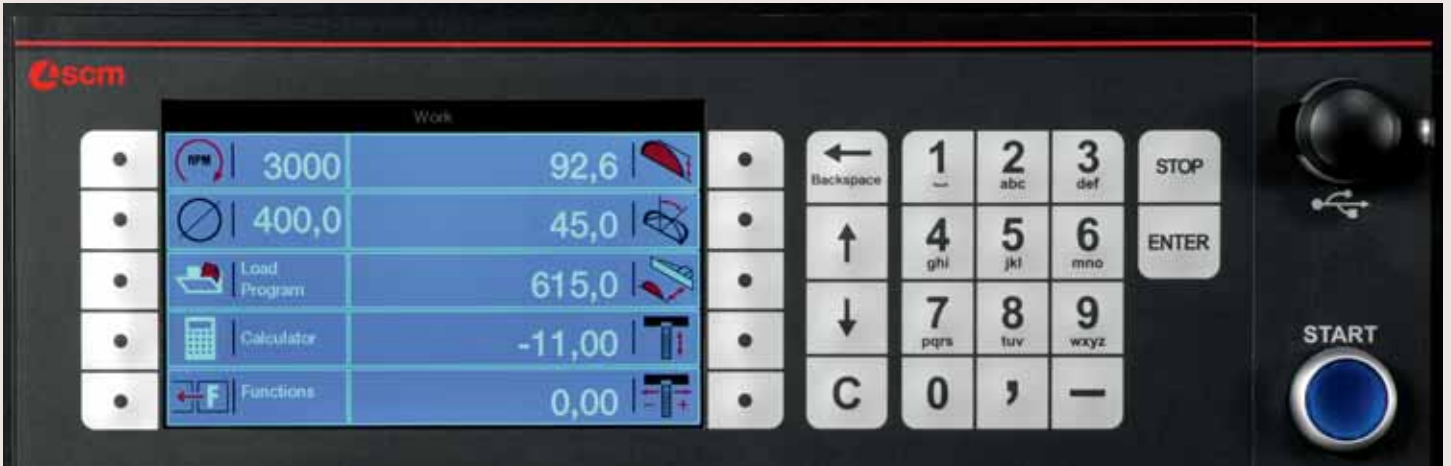 scm
Work
RPM 3000 92,6
400,0 45,0
Load
Program
615,0
Calculator -11,00
F Functions 0,00
Backspace
C
1
2
abc
3
def
4
ghi
5
jkl
6
mno
7
pqrs
8
tuv
9
wxyz
0 , −
STOP
ENTER
START